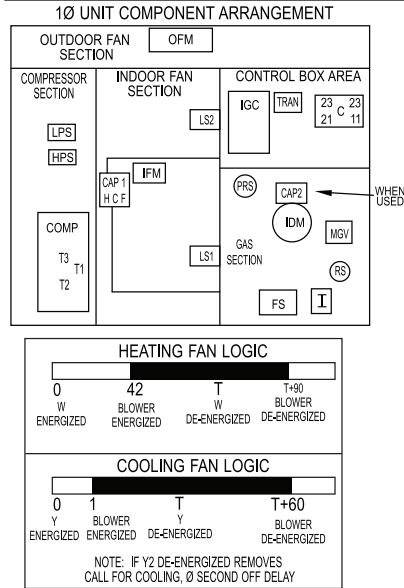 1Ø UNIT COMPONENT ARRANGEMENT
OUTDOOR FAN
SECTION
OFM
COMPRESSOR
SECTION
LPS
HPS
COMP
T3
T1
T2
INDOOR FAN
SECTION
LS2
IFM
CAP 1
H C F
LS1
CONTROL BOX AREA
IGC
TRAN
23 23
C
21 11
PRS
CAP2
WHEN
USED
IDM
MGV
GAS
SECTION
RS
FS
I
HEATING FAN LOGIC
0 42 T T+90
W BLOWER W BLOWER
ENERGIZED ENERGIZED DE-ENERGIZED DE-ENERGIZED
COOLING FAN LOGIC
0 1 T T+60
Y BLOWER Y BLOWER
ENERGIZED ENERGIZED DE-ENERGIZED DE-ENERGIZED
NOTE: IF Y2 DE-ENERGIZED REMOVES
CALL FOR COOLING, Ø SECOND OFF DELAY